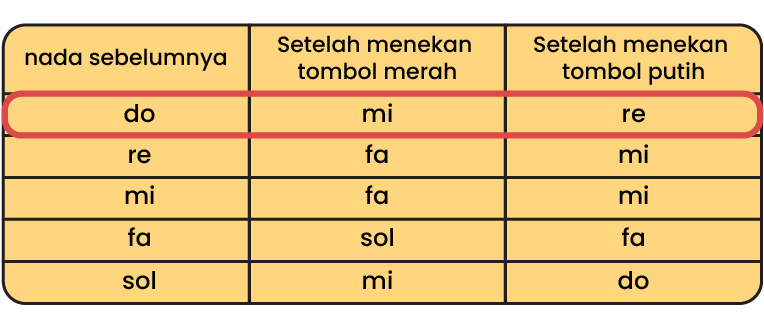 nada sebelumnya Setelah menekan tombol merah Setelah menekan tombol putih
do mi re
re fa mi
mi fa mi
fa sol fa
sol mi do